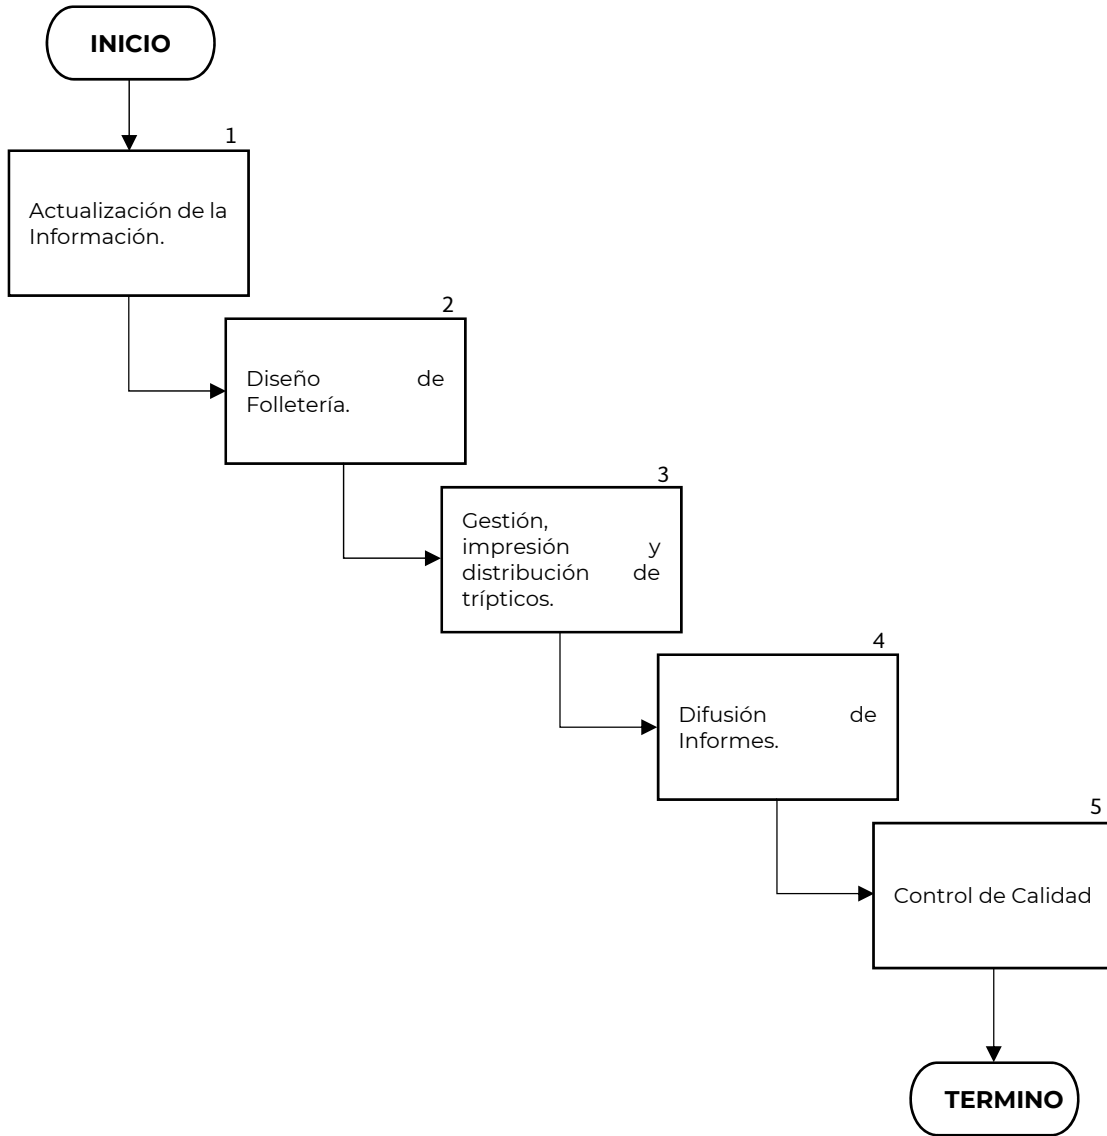 INICIO
1
Actualización de la
Información.
2
Diseño de
Folletería.
3
Gestión,
impresión y
distribución de
trípticos.
4
Difusión de
Informes.
5
Control de Calidad
TERMINO